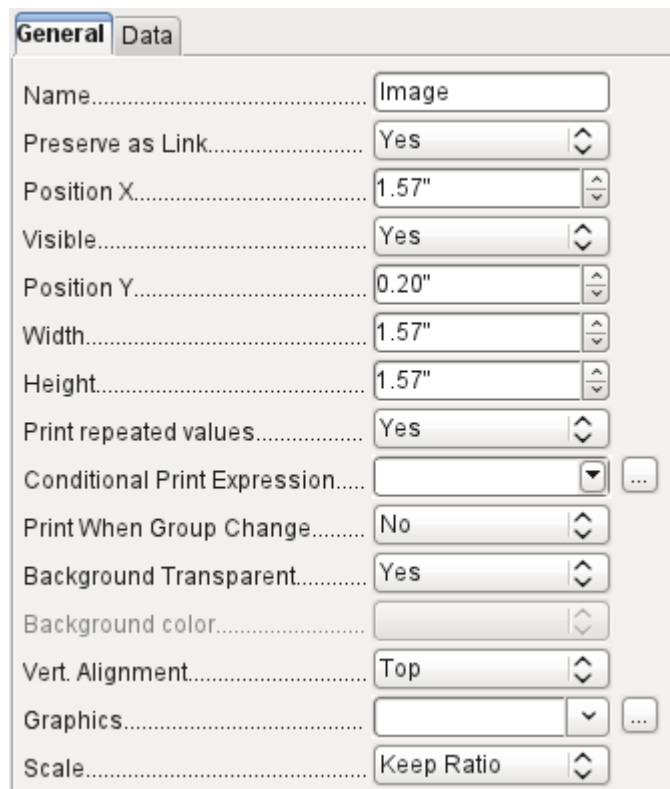 General Data
Name........................................ Image
Preserve as Link....................... Yes
Position X.................................. 1.57"
Visible....................................... Yes
Position Y.................................. 0.20"
Width......................................... 1.57"
Height....................................... 1.57"
Print repeated values................. Yes
Conditional Print Expression..... ...
Print When Group Change........ No
Background Transparent........... Yes
Background color......................
Vert. Alignment.......................... Top
Graphics................................... ...
Scale......................................... Keep Ratio